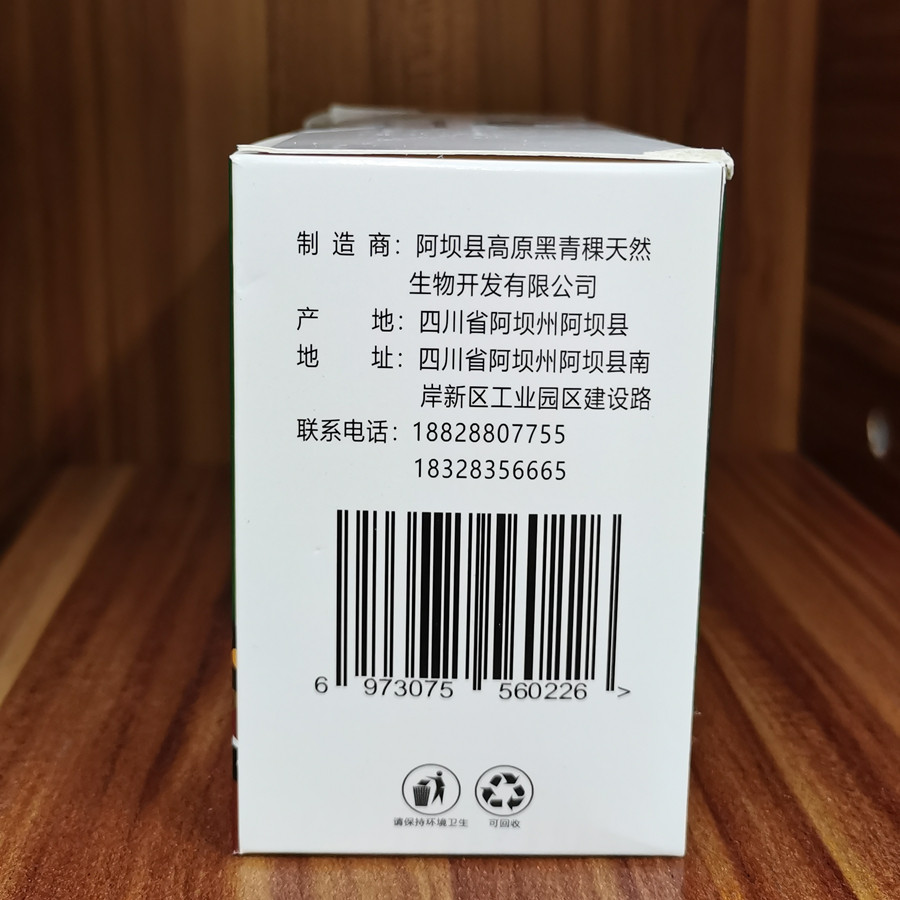 制 造 商：阿坝县高原黑青稞天然
生物开发有限公司
产 地：四川省阿坝州阿坝县
地 址：四川省阿坝州阿坝县南
岸新区工业园区建设路
联系电话：18828807755
18328356665
6 973075 560226 >
请保持环境卫生 可回收